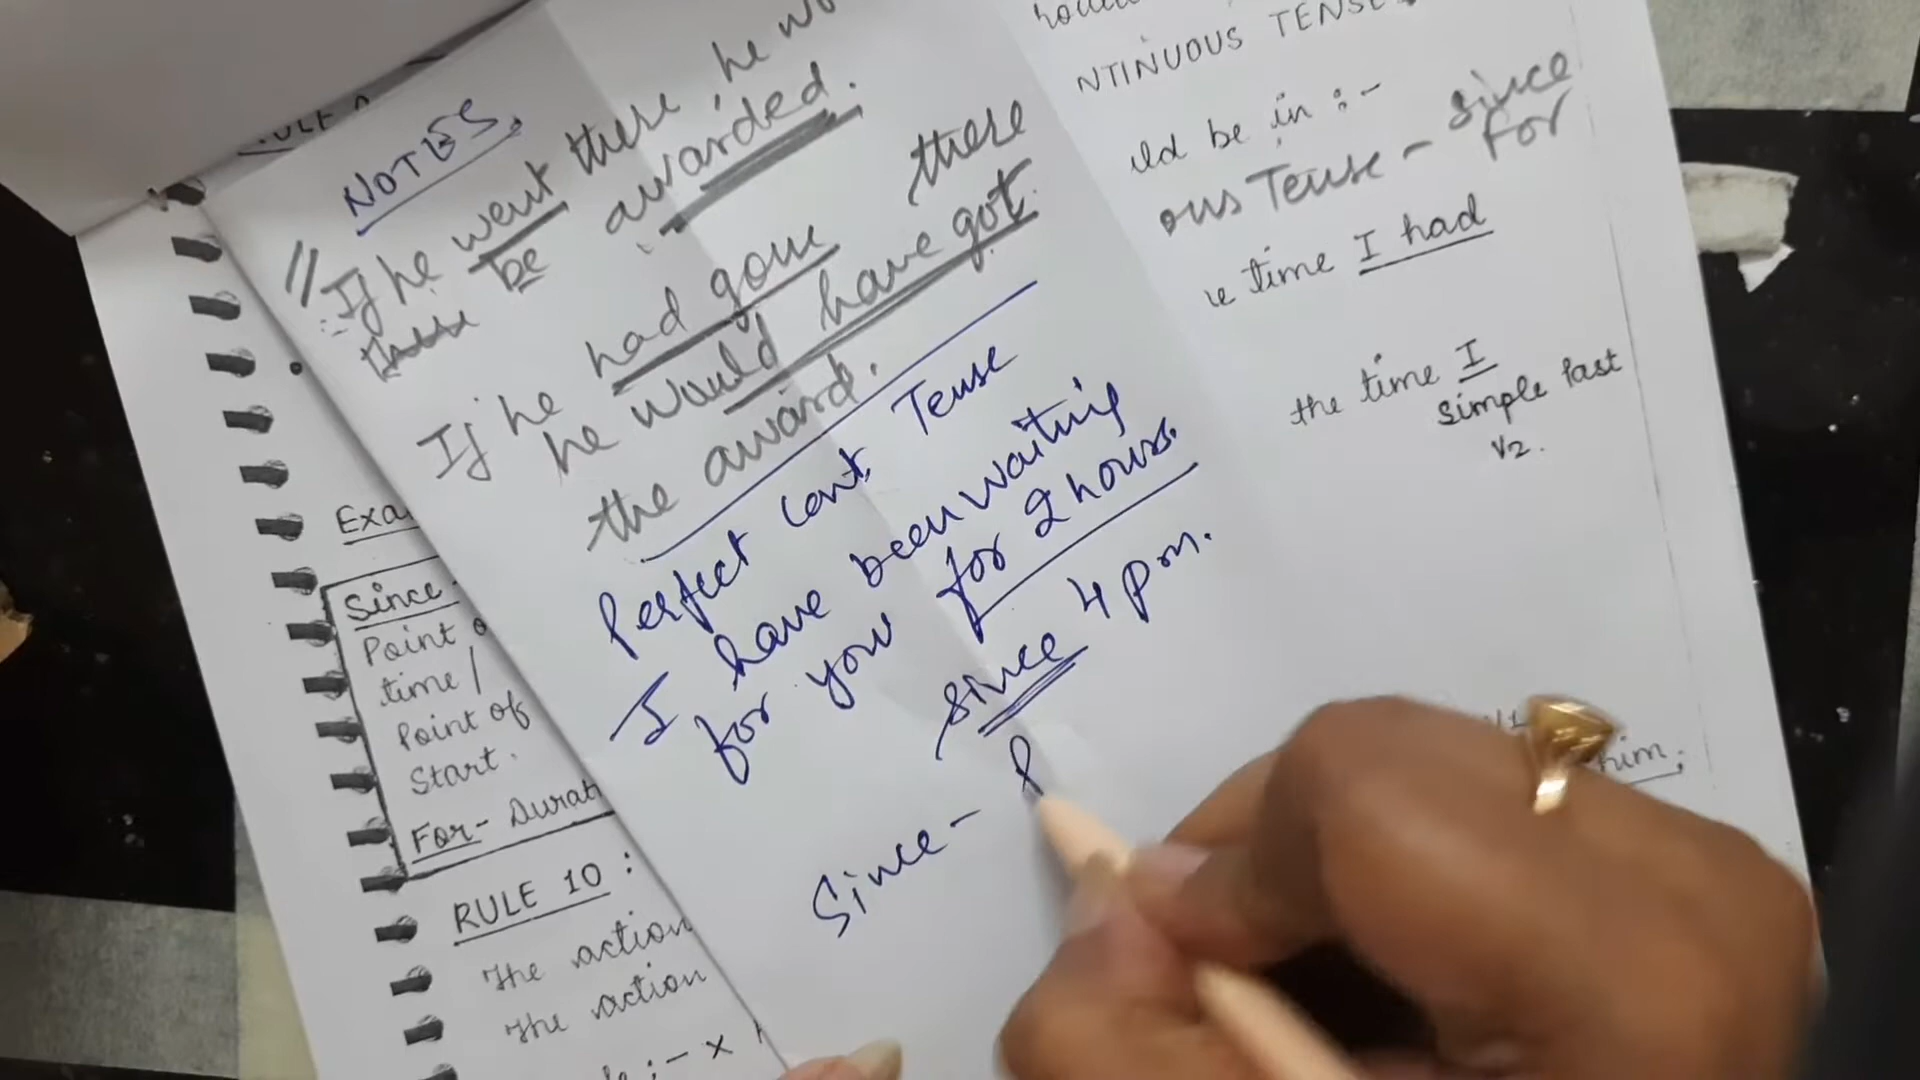 NOTES
If he went there, he wo
there be awarded.
If he had gone there
he would have got
the award.
Perfect Cont. Tense
I have been waiting
for you for 2 hours.
since 4 pm.
Since -
NTINUOUS TENSE
uld be in :-
ous Tense - since
For
e time I had
the time I
Simple Past
V2.
him.
Exa
Since -
Point o
time /
Point of
Start.
For - Durat
RULE 10 :
The action
The action
:- x